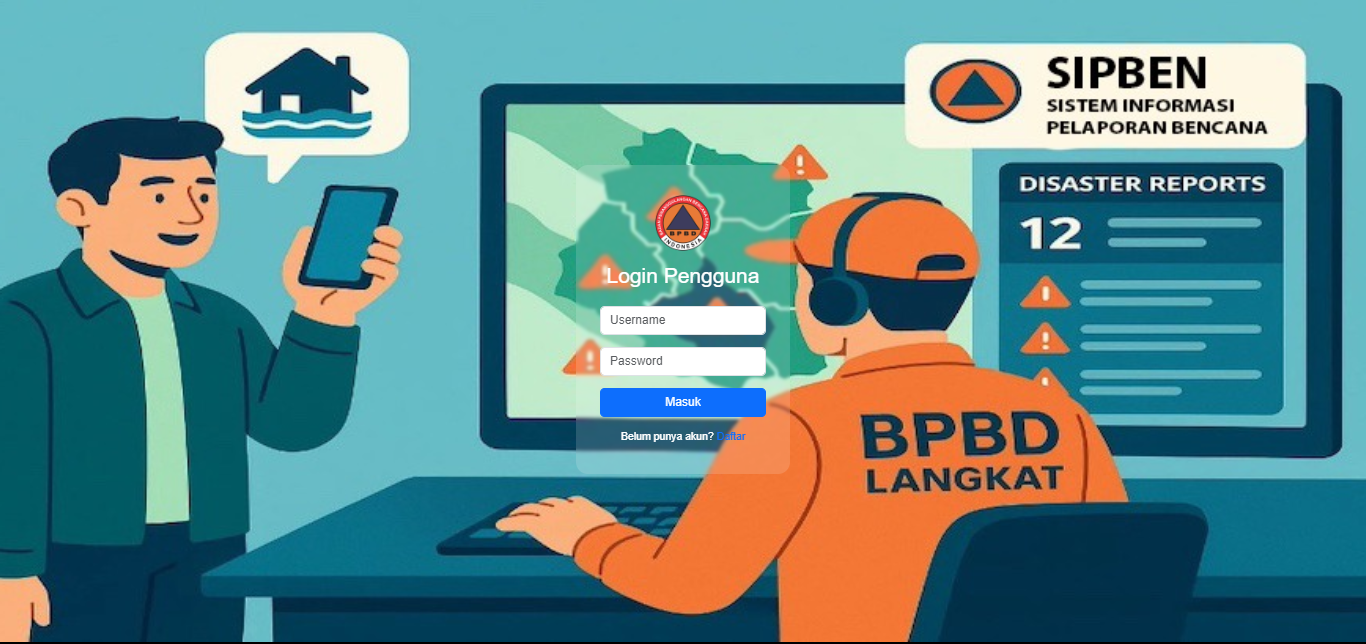 SIPBEN
SISTEM INFORMASI
PELAPORAN BENCANA
DISASTER REPORTS
12
BPBD
INDONESIA
Login Pengguna
Username
Password
Masuk
Belum punya akun? Daftar
BPBD
LANGKAT